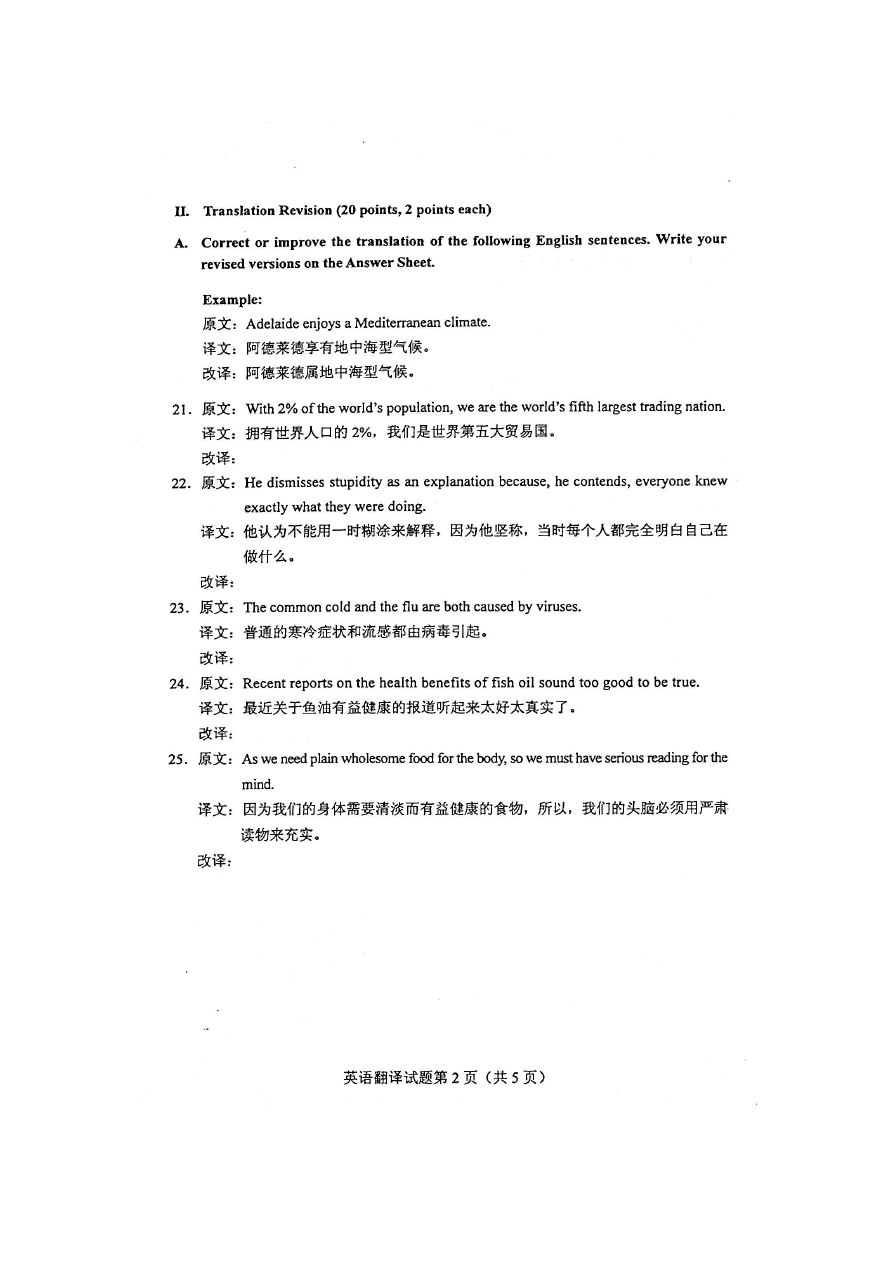 II. Translation Revision (20 points, 2 points each)
A. Correct or improve the translation of the following English sentences. Write your
revised versions on the Answer Sheet.
Example:
原文：Adelaide enjoys a Mediterranean climate.
译文：阿德莱德享有地中海型气候。
改译：阿德莱德属地中海型气候。
21．原文：With 2% of the world's population, we are the world's fifth largest trading nation.
译文：拥有世界人口的 2%，我们是世界第五大贸易国。
改译：
22．原文：He dismisses stupidity as an explanation because, he contends, everyone knew
exactly what they were doing.
译文：他认为不能用一时糊涂来解释，因为他坚称，当时每个人都完全明白自己在
做什么。
改译：
23．原文：The common cold and the flu are both caused by viruses.
译文：普通的寒冷症状和流感都由病毒引起。
改译：
24．原文：Recent reports on the health benefits of fish oil sound too good to be true.
译文：最近关于鱼油有益健康的报道听起来太好太真实了。
改译：
25．原文：As we need plain wholesome food for the body, so we must have serious reading for the
mind.
译文：因为我们的身体需要清淡而有益健康的食物，所以，我们的头脑必须用严肃
读物来充实。
改译：
英语翻译试题第 2 页（共 5 页）